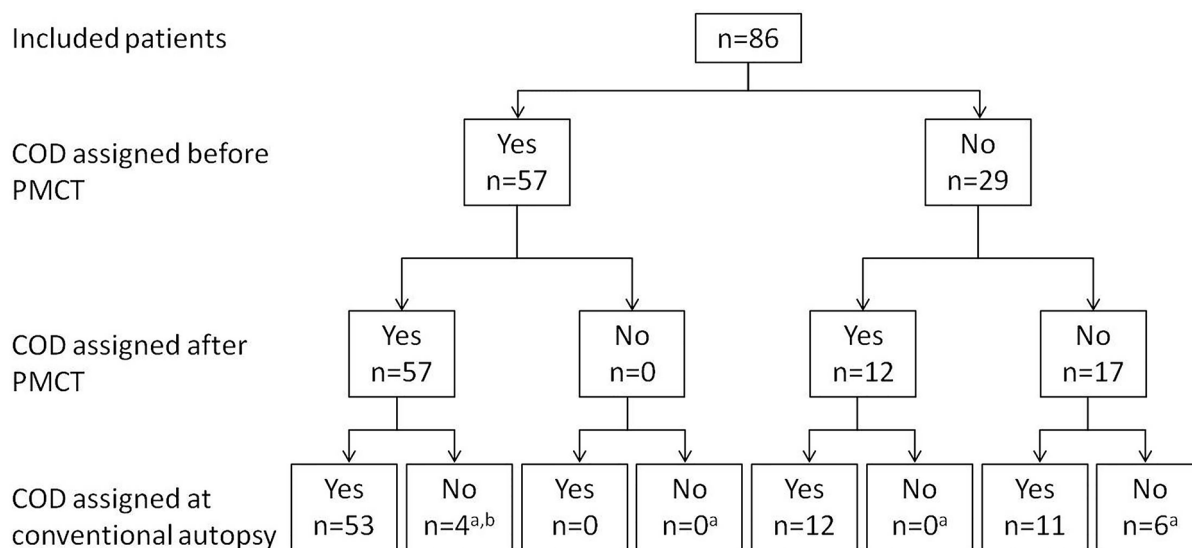 Included patients
n=86
COD assigned before
PMCT
Yes
n=57
No
n=29
COD assigned after
PMCT
Yes
n=57
No
n=0
Yes
n=12
No
n=17
COD assigned at
conventional autopsy
Yes
n=53
No
n=4a,b
Yes
n=0
No
n=0a
Yes
n=12
No
n=0a
Yes
n=11
No
n=6a